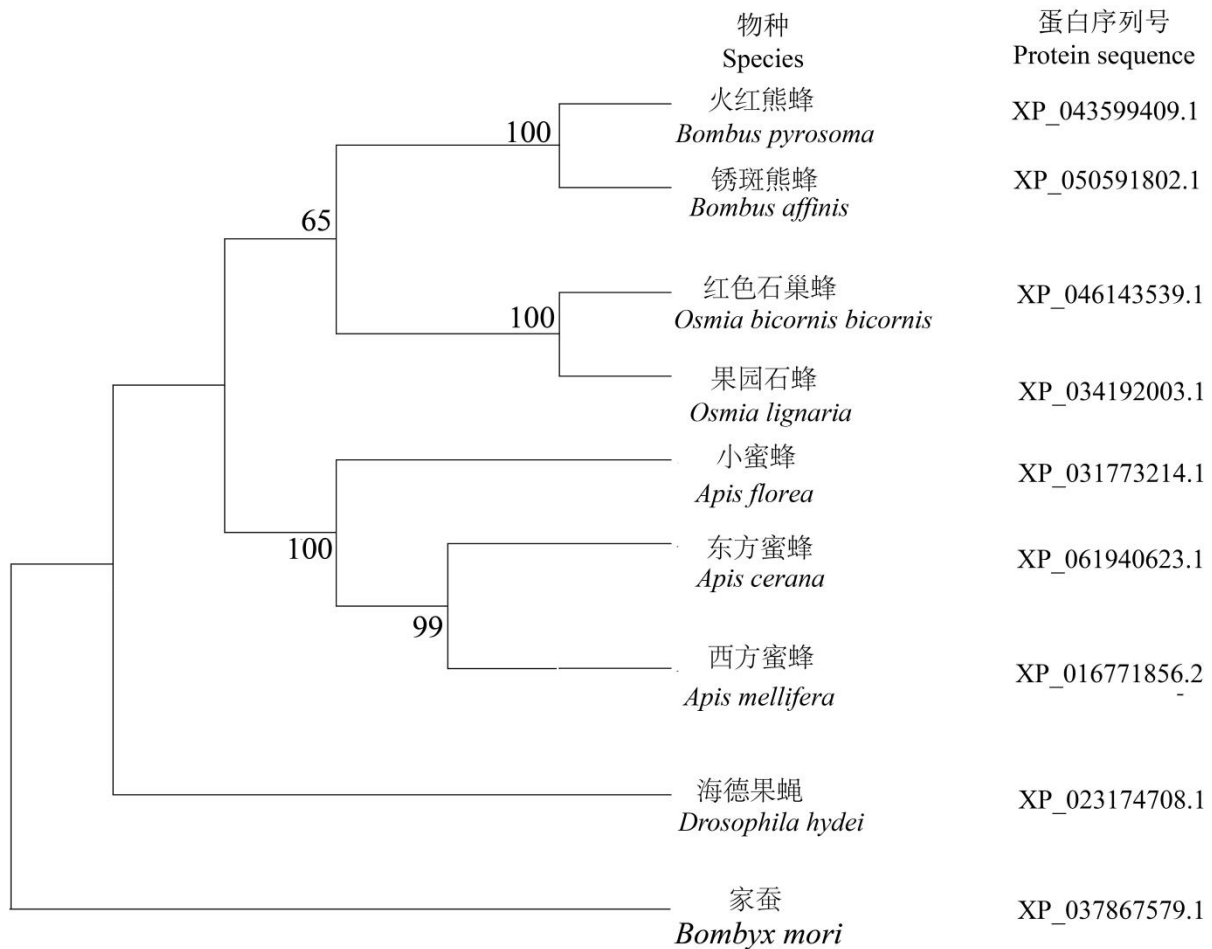 物种
Species
蛋白序列号
Protein sequence
火红熊蜂
Bombus pyrosoma
XP_043599409.1
100
锈斑熊蜂
Bombus affinis
XP_050591802.1
65
红色石巢蜂
Osmia bicornis bicornis
XP_046143539.1
100
果园石蜂
Osmia lignaria
XP_034192003.1
小蜜蜂
Apis florea
XP_031773214.1
100
东方蜜蜂
Apis cerana
XP_061940623.1
99
西方蜜蜂
Apis mellifera
XP_016771856.2
海德果蝇
Drosophila hydei
XP_023174708.1
家蚕
Bombyx mori
XP_037867579.1